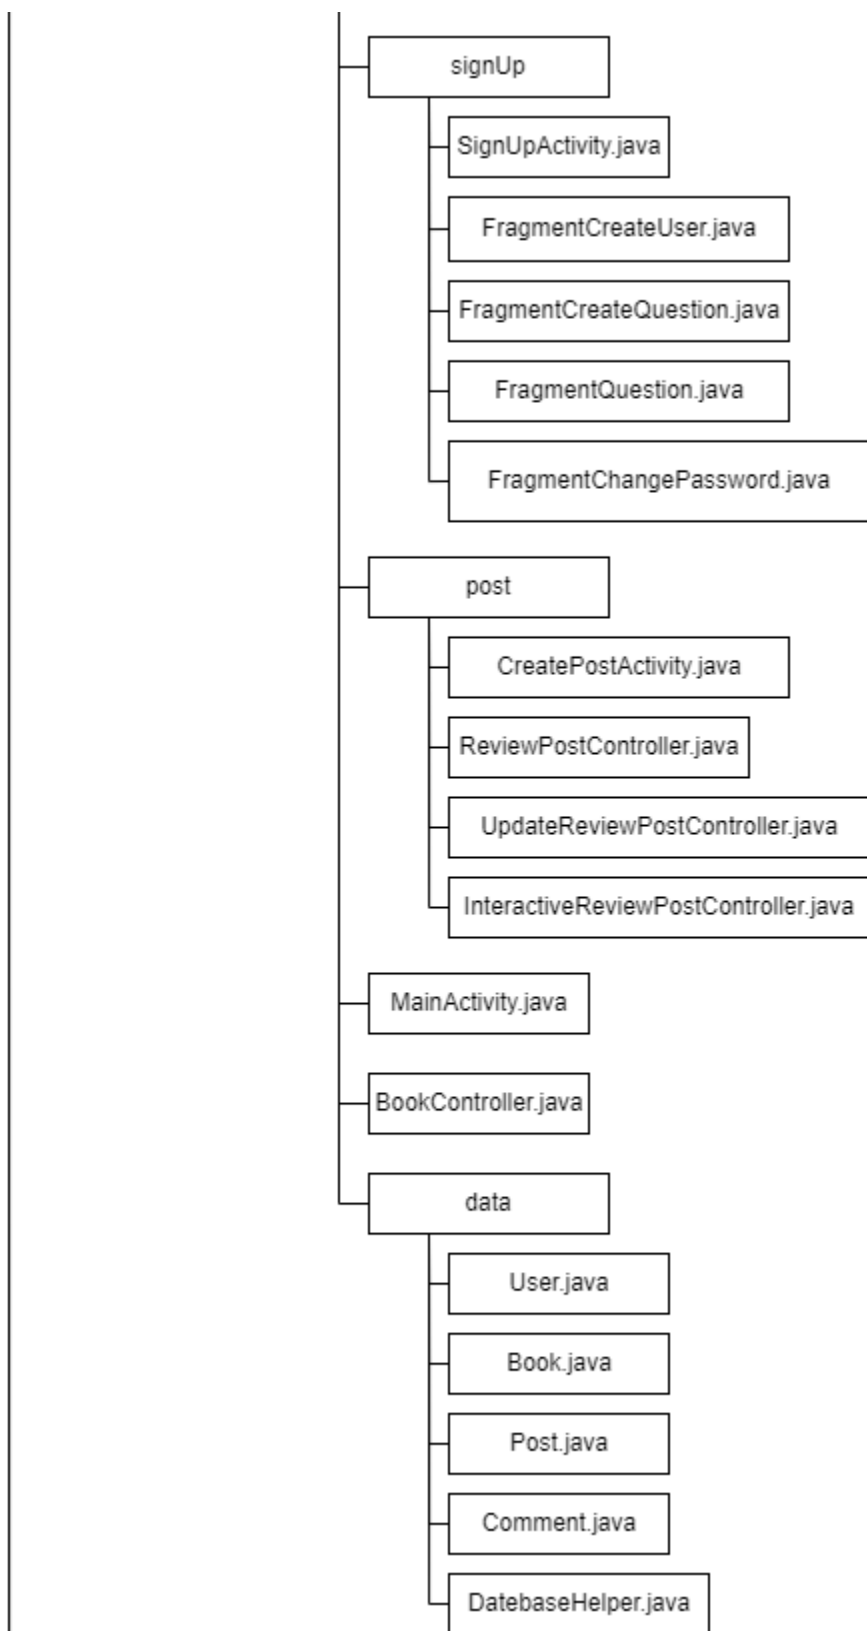 signUp
SignUpActivity.java
FragmentCreateUser.java
FragmentCreateQuestion.java
FragmentQuestion.java
FragmentChangePassword.java
post
CreatePostActivity.java
ReviewPostController.java
UpdateReviewPostController.java
InteractiveReviewPostController.java
MainActivity.java
BookController.java
data
User.java
Book.java
Post.java
Comment.java
DatebaseHelper.java